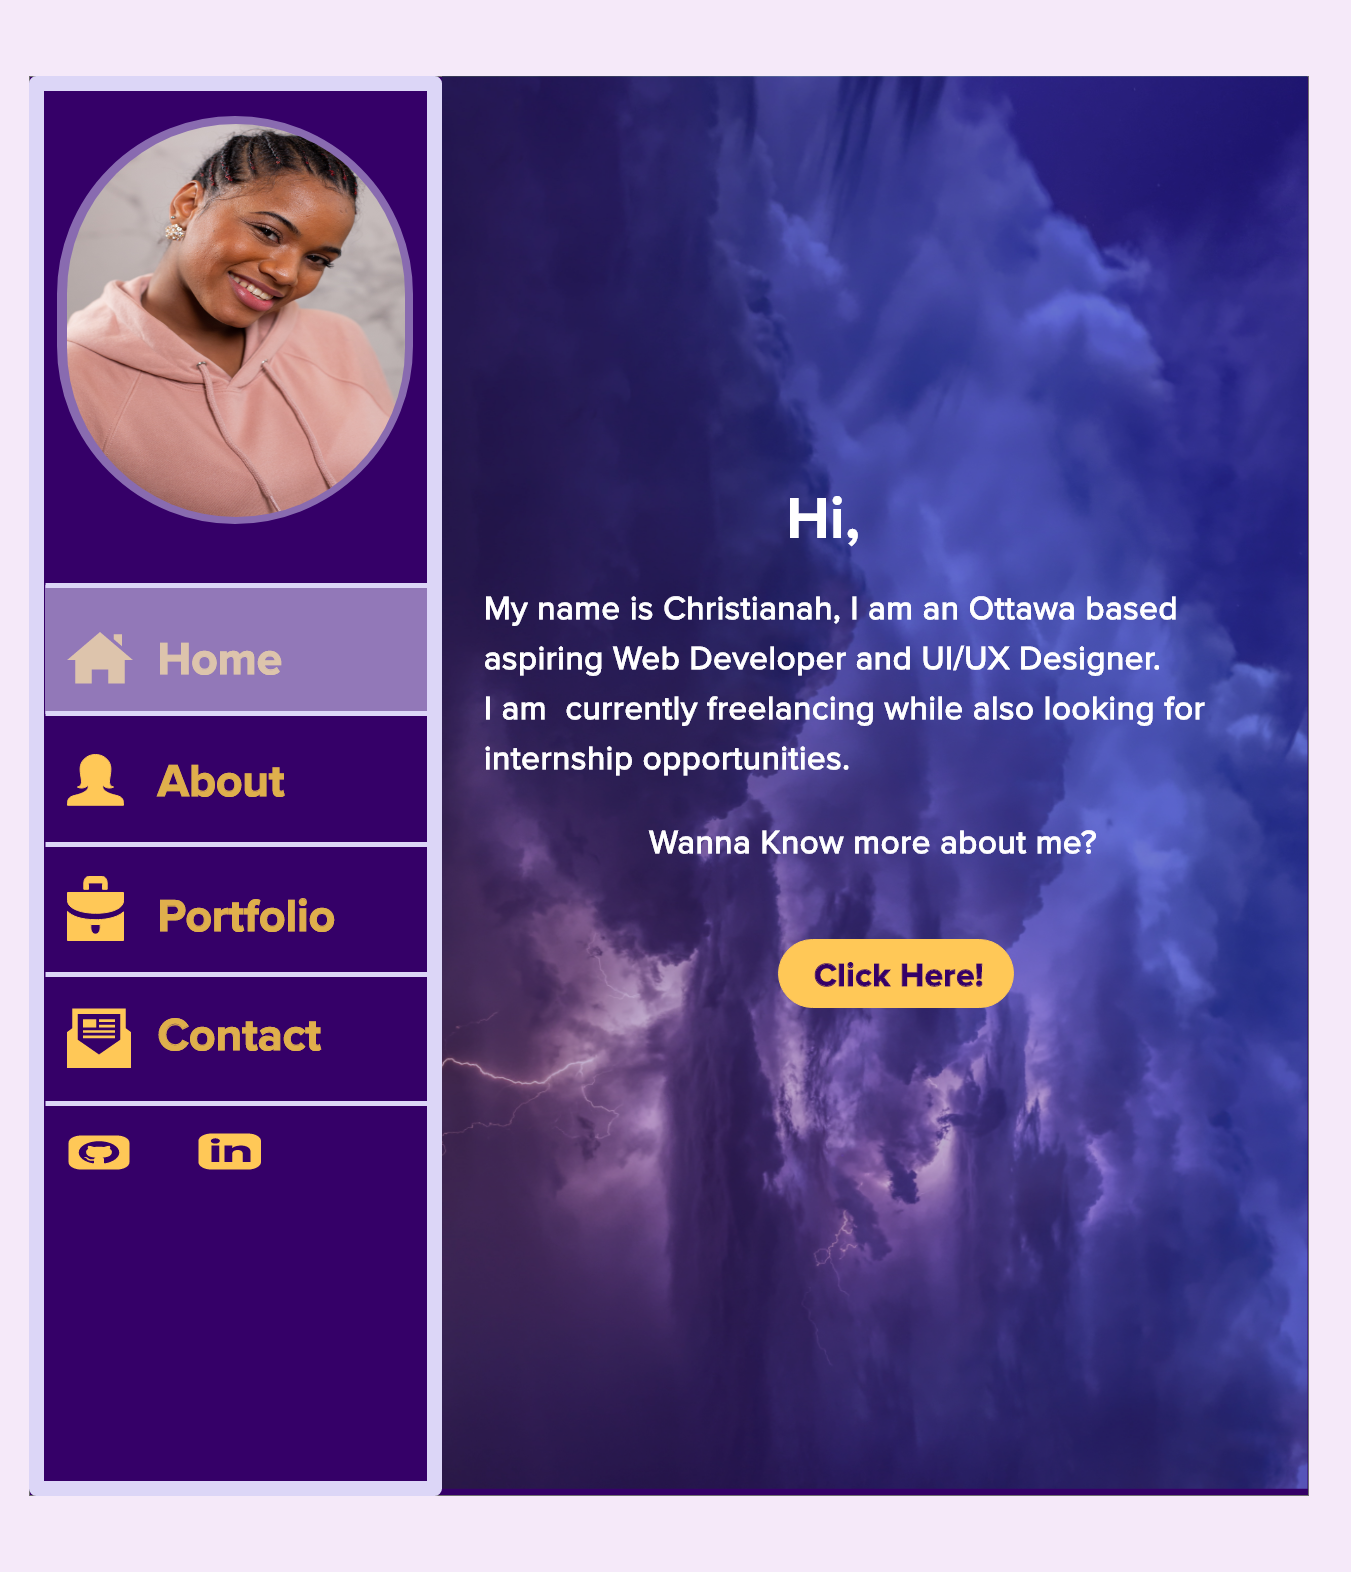 Home
About
Portfolio
Contact
in
Hi,
My name is Christianah, I am an Ottawa based
aspiring Web Developer and UI/UX Designer.
I am  currently freelancing while also looking for
internship opportunities.
Wanna Know more about me?
Click Here!